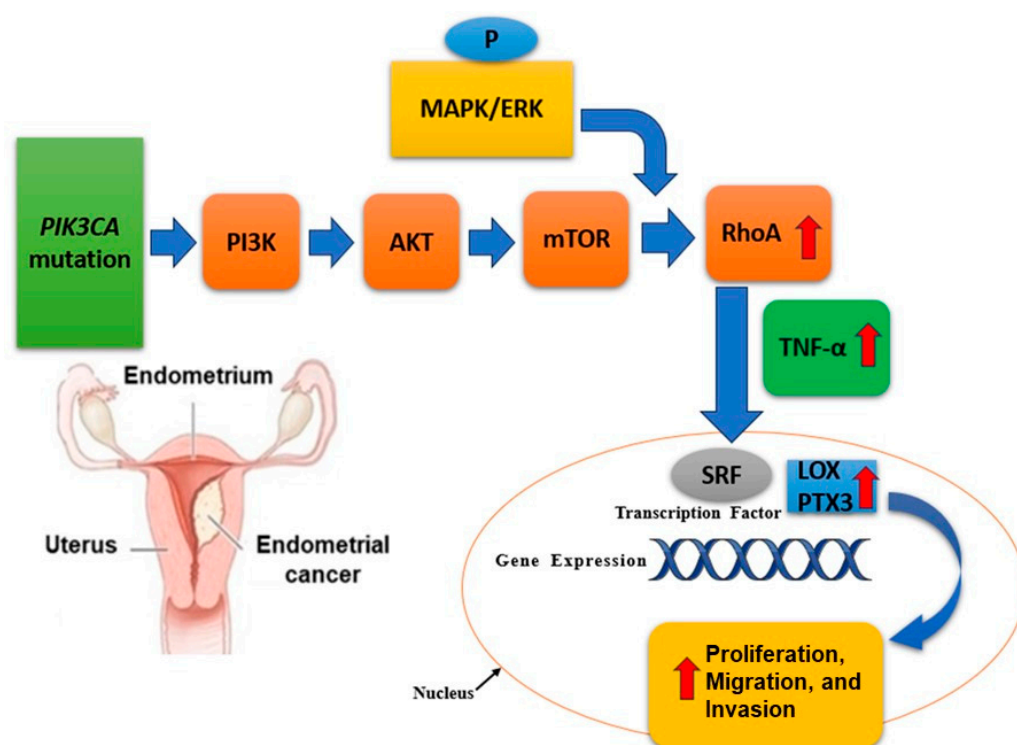 P
MAPK/ERK
PIK3CA
mutation
PI3K
AKT
mTOR
RhoA
TNF-α
Endometrium
Uterus
Endometrial
cancer
SRF
LOX
PTX3
Transcription Factor
Gene Expression
Nucleus
Proliferation,
Migration, and
Invasion